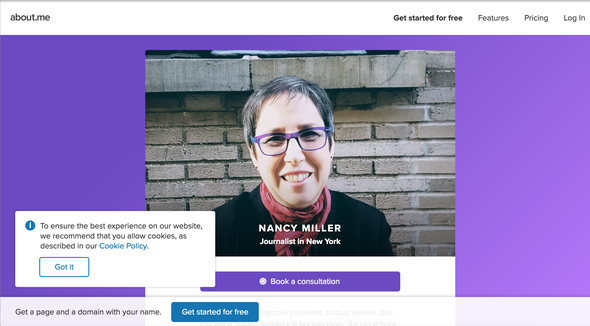 about.me
Get started for free Features Pricing Log In
NANCY MILLER
Journalist in New York
To ensure the best experience on our website,
we recommend that you allow cookies, as
described in our Cookie Policy.
Got it
Book a consultation
Get a page and a domain with your name. Get started for free